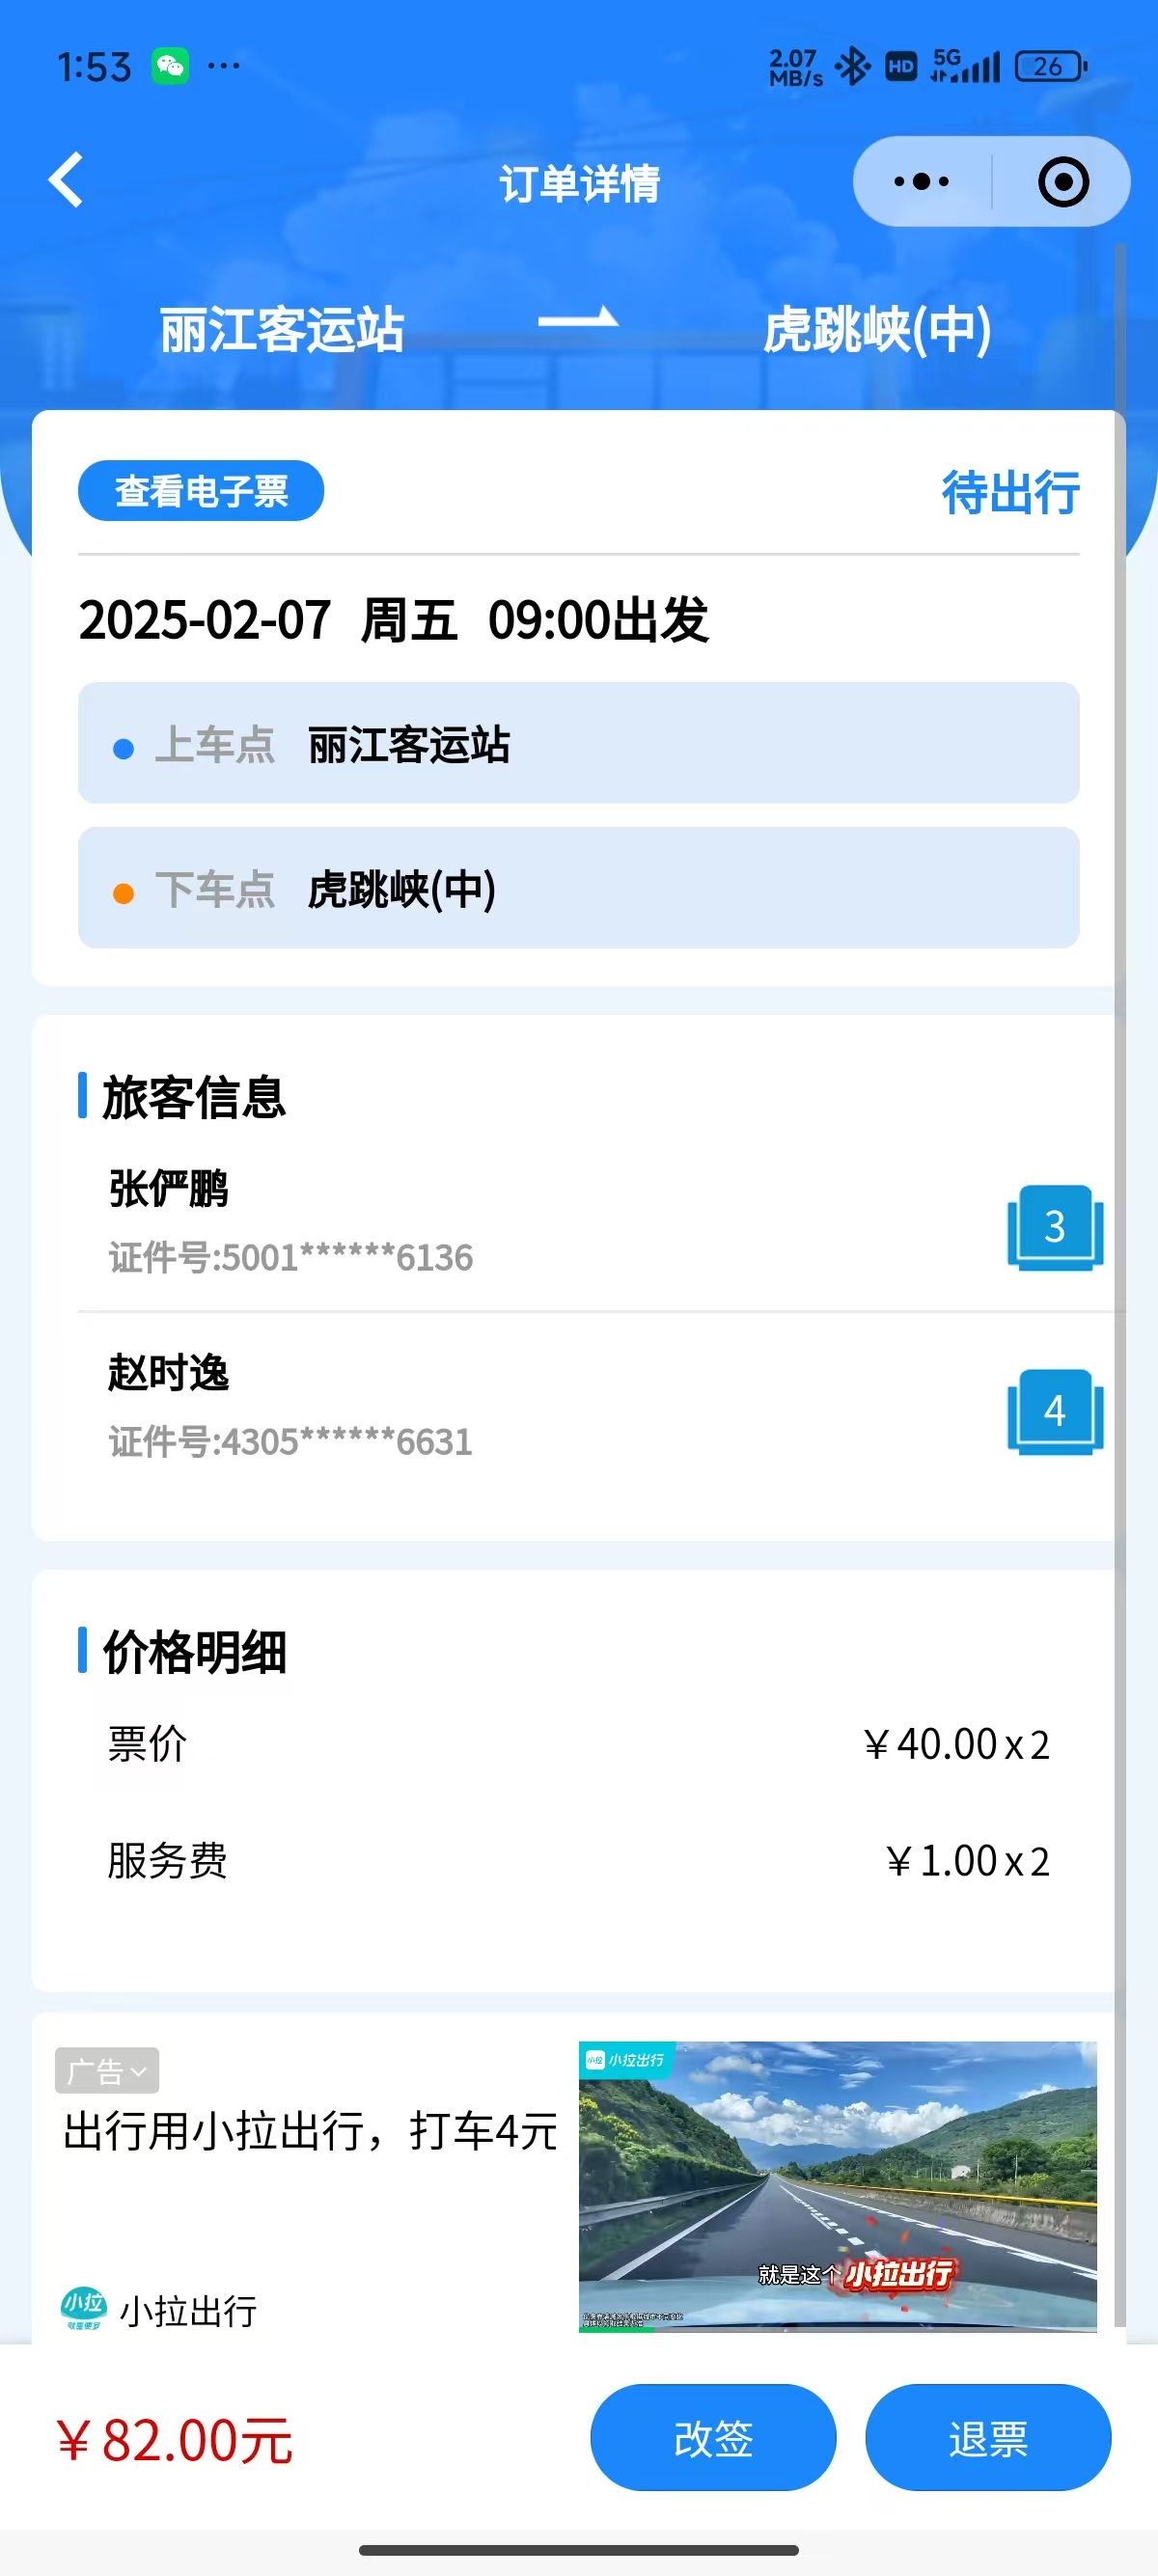 1:53 ···
2.07 MB/s HD 5G 26
订单详情
丽江客运站 虎跳峡(中)
查看电子票 待出行
2025-02-07 周五 09:00出发
上车点 丽江客运站
下车点 虎跳峡(中)
旅客信息
张俨鹏
证件号:5001******6136
3
赵时逸
证件号:4305******6631
4
价格明细
票价 ￥40.00 x 2
服务费 ￥1.00 x 2
广告
出行用小拉出行，打车4元
小拉 小拉出行
就是这个 小拉出行
小拉 小拉出行
￥82.00元 改签 退票